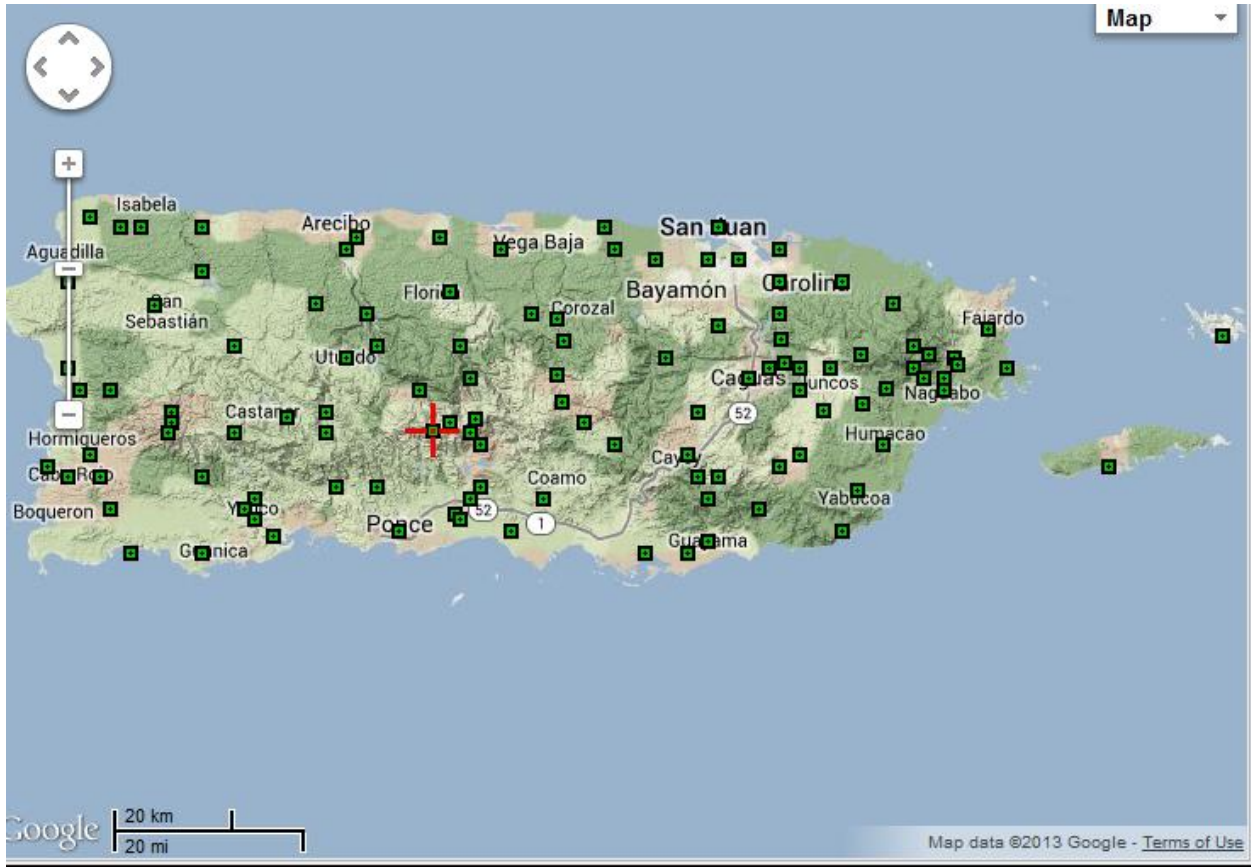 Map
Isabela
Arecibo
San Juan
Aguadilla
Vega Baja
Florida
Bayamón
Carolina
San
Sebastián
Corozal
Fajardo
Utuado
Caguas
Juncos
Naguabo
Castaner
52
Hormigueros
Humacao
Cabo Rojo
Cayey
Coamo
Yabucoa
Boqueron
Yauco
Ponce
52
1
Guanica
Guayama
Google
20 km
20 mi
Map data ©2013 Google - Terms of Use